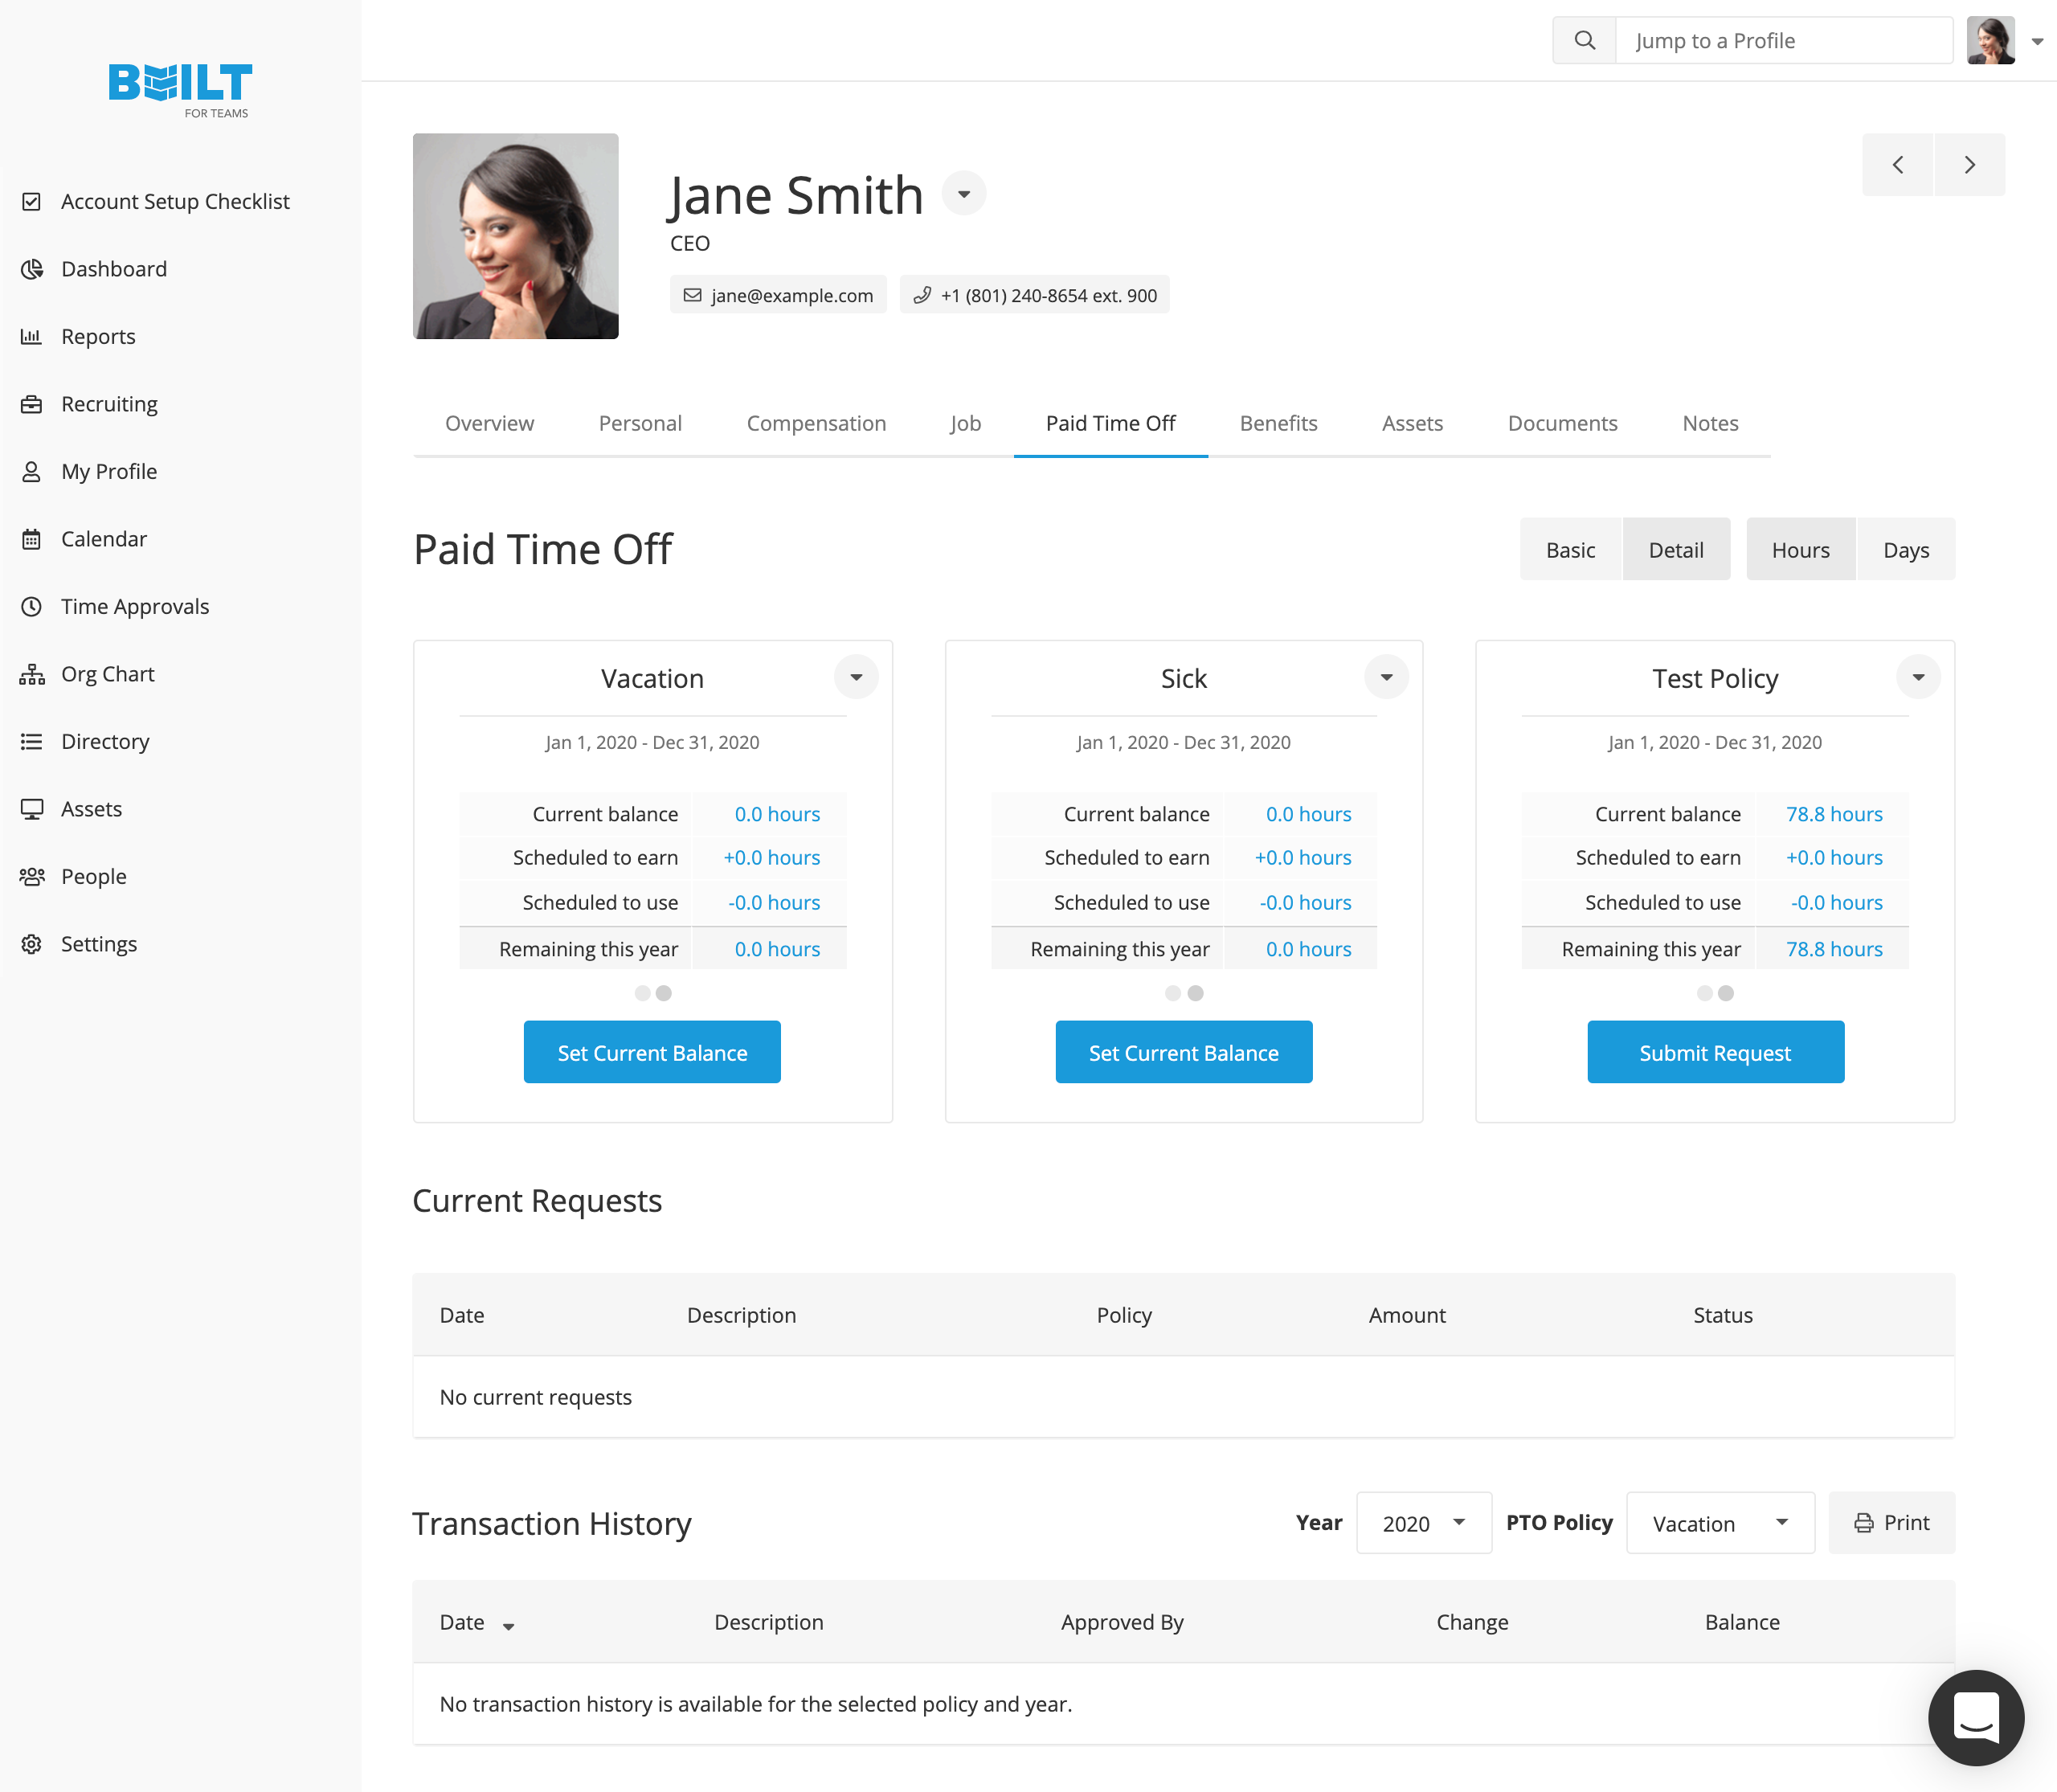 BUILT
FOR TEAMS
Jump to a Profile
Account Setup Checklist
Dashboard
Reports
Recruiting
My Profile
Calendar
Time Approvals
Org Chart
Directory
Assets
People
Settings
Jane Smith
CEO
jane@example.com +1 (801) 240-8654 ext. 900
Overview Personal Compensation Job Paid Time Off Benefits Assets Documents Notes
Paid Time Off
Basic Detail Hours Days
Vacation
Jan 1, 2020 - Dec 31, 2020
Current balance 0.0 hours
Scheduled to earn +0.0 hours
Scheduled to use -0.0 hours
Remaining this year 0.0 hours
Set Current Balance
Sick
Jan 1, 2020 - Dec 31, 2020
Current balance 0.0 hours
Scheduled to earn +0.0 hours
Scheduled to use -0.0 hours
Remaining this year 0.0 hours
Set Current Balance
Test Policy
Jan 1, 2020 - Dec 31, 2020
Current balance 78.8 hours
Scheduled to earn +0.0 hours
Scheduled to use -0.0 hours
Remaining this year 78.8 hours
Submit Request
Current Requests
Date Description Policy Amount Status
No current requests
Transaction History
Year 2020 PTO Policy Vacation Print
Date Description Approved By Change Balance
No transaction history is available for the selected policy and year.